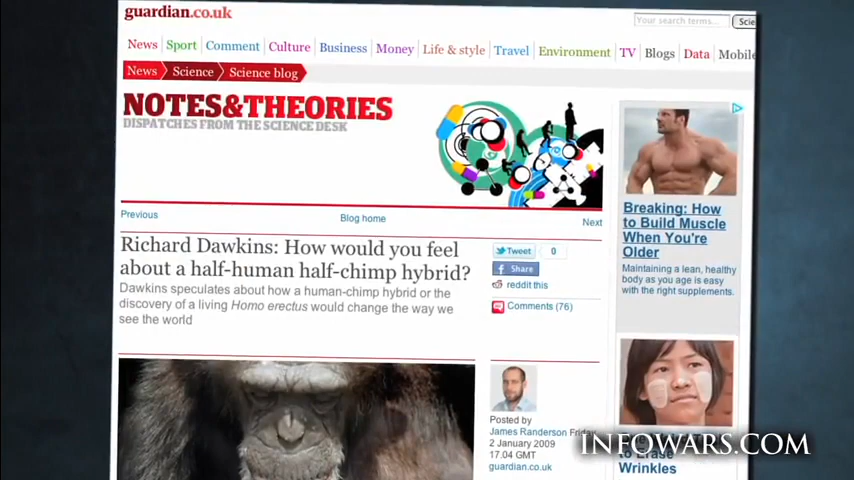 guardian.co.uk
Your search terms...
News Sport Comment Culture Business Money Life & style Travel Environment TV Blogs Data Mobile
News Science Science blog
NOTES&THEORIES
DISPATCHES FROM THE SCIENCE DESK
Previous Blog home Next
Richard Dawkins: How would you feel
about a half-human half-chimp hybrid?
Dawkins speculates about how a human-chimp hybrid or the
discovery of a living Homo erectus would change the way we
see the world
Tweet 0
Share
reddit this
Comments (76)
Posted by
James Randerson Friday
2 January 2009
17.04 GMT
guardian.co.uk
Breaking: How
to Build Muscle
When You're
Older
Maintaining a lean, healthy
body as you age is easy
with the right supplements.
to Erase
Wrinkles
INFOWARS.COM